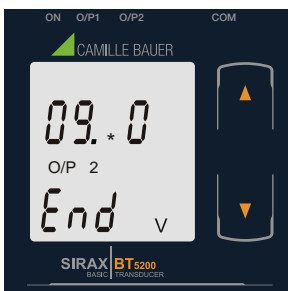 ON O/P1 O/P2 COM
CAMILLE BAUER
09.* 0
O/P 2
End V
SIRAX BT5200
BASIC TRANSDUCER